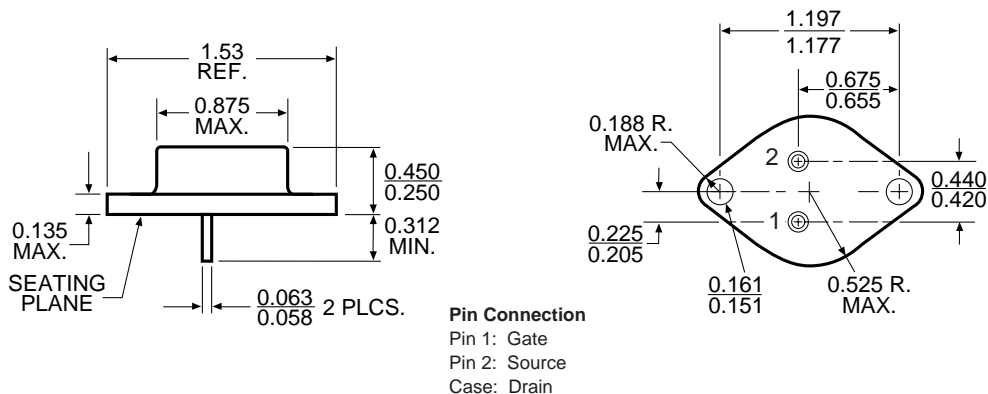 1.53
REF.
0.875
MAX.
0.450
0.250
0.135
MAX.
0.312
MIN.
SEATING
PLANE
0.063
0.058
2 PLCS.
1.197
1.177
0.675
0.655
0.188 R.
MAX.
2
0.440
0.420
1
0.225
0.205
0.161
0.151
0.525 R.
MAX.
Pin Connection
Pin 1: Gate
Pin 2: Source
Case: Drain